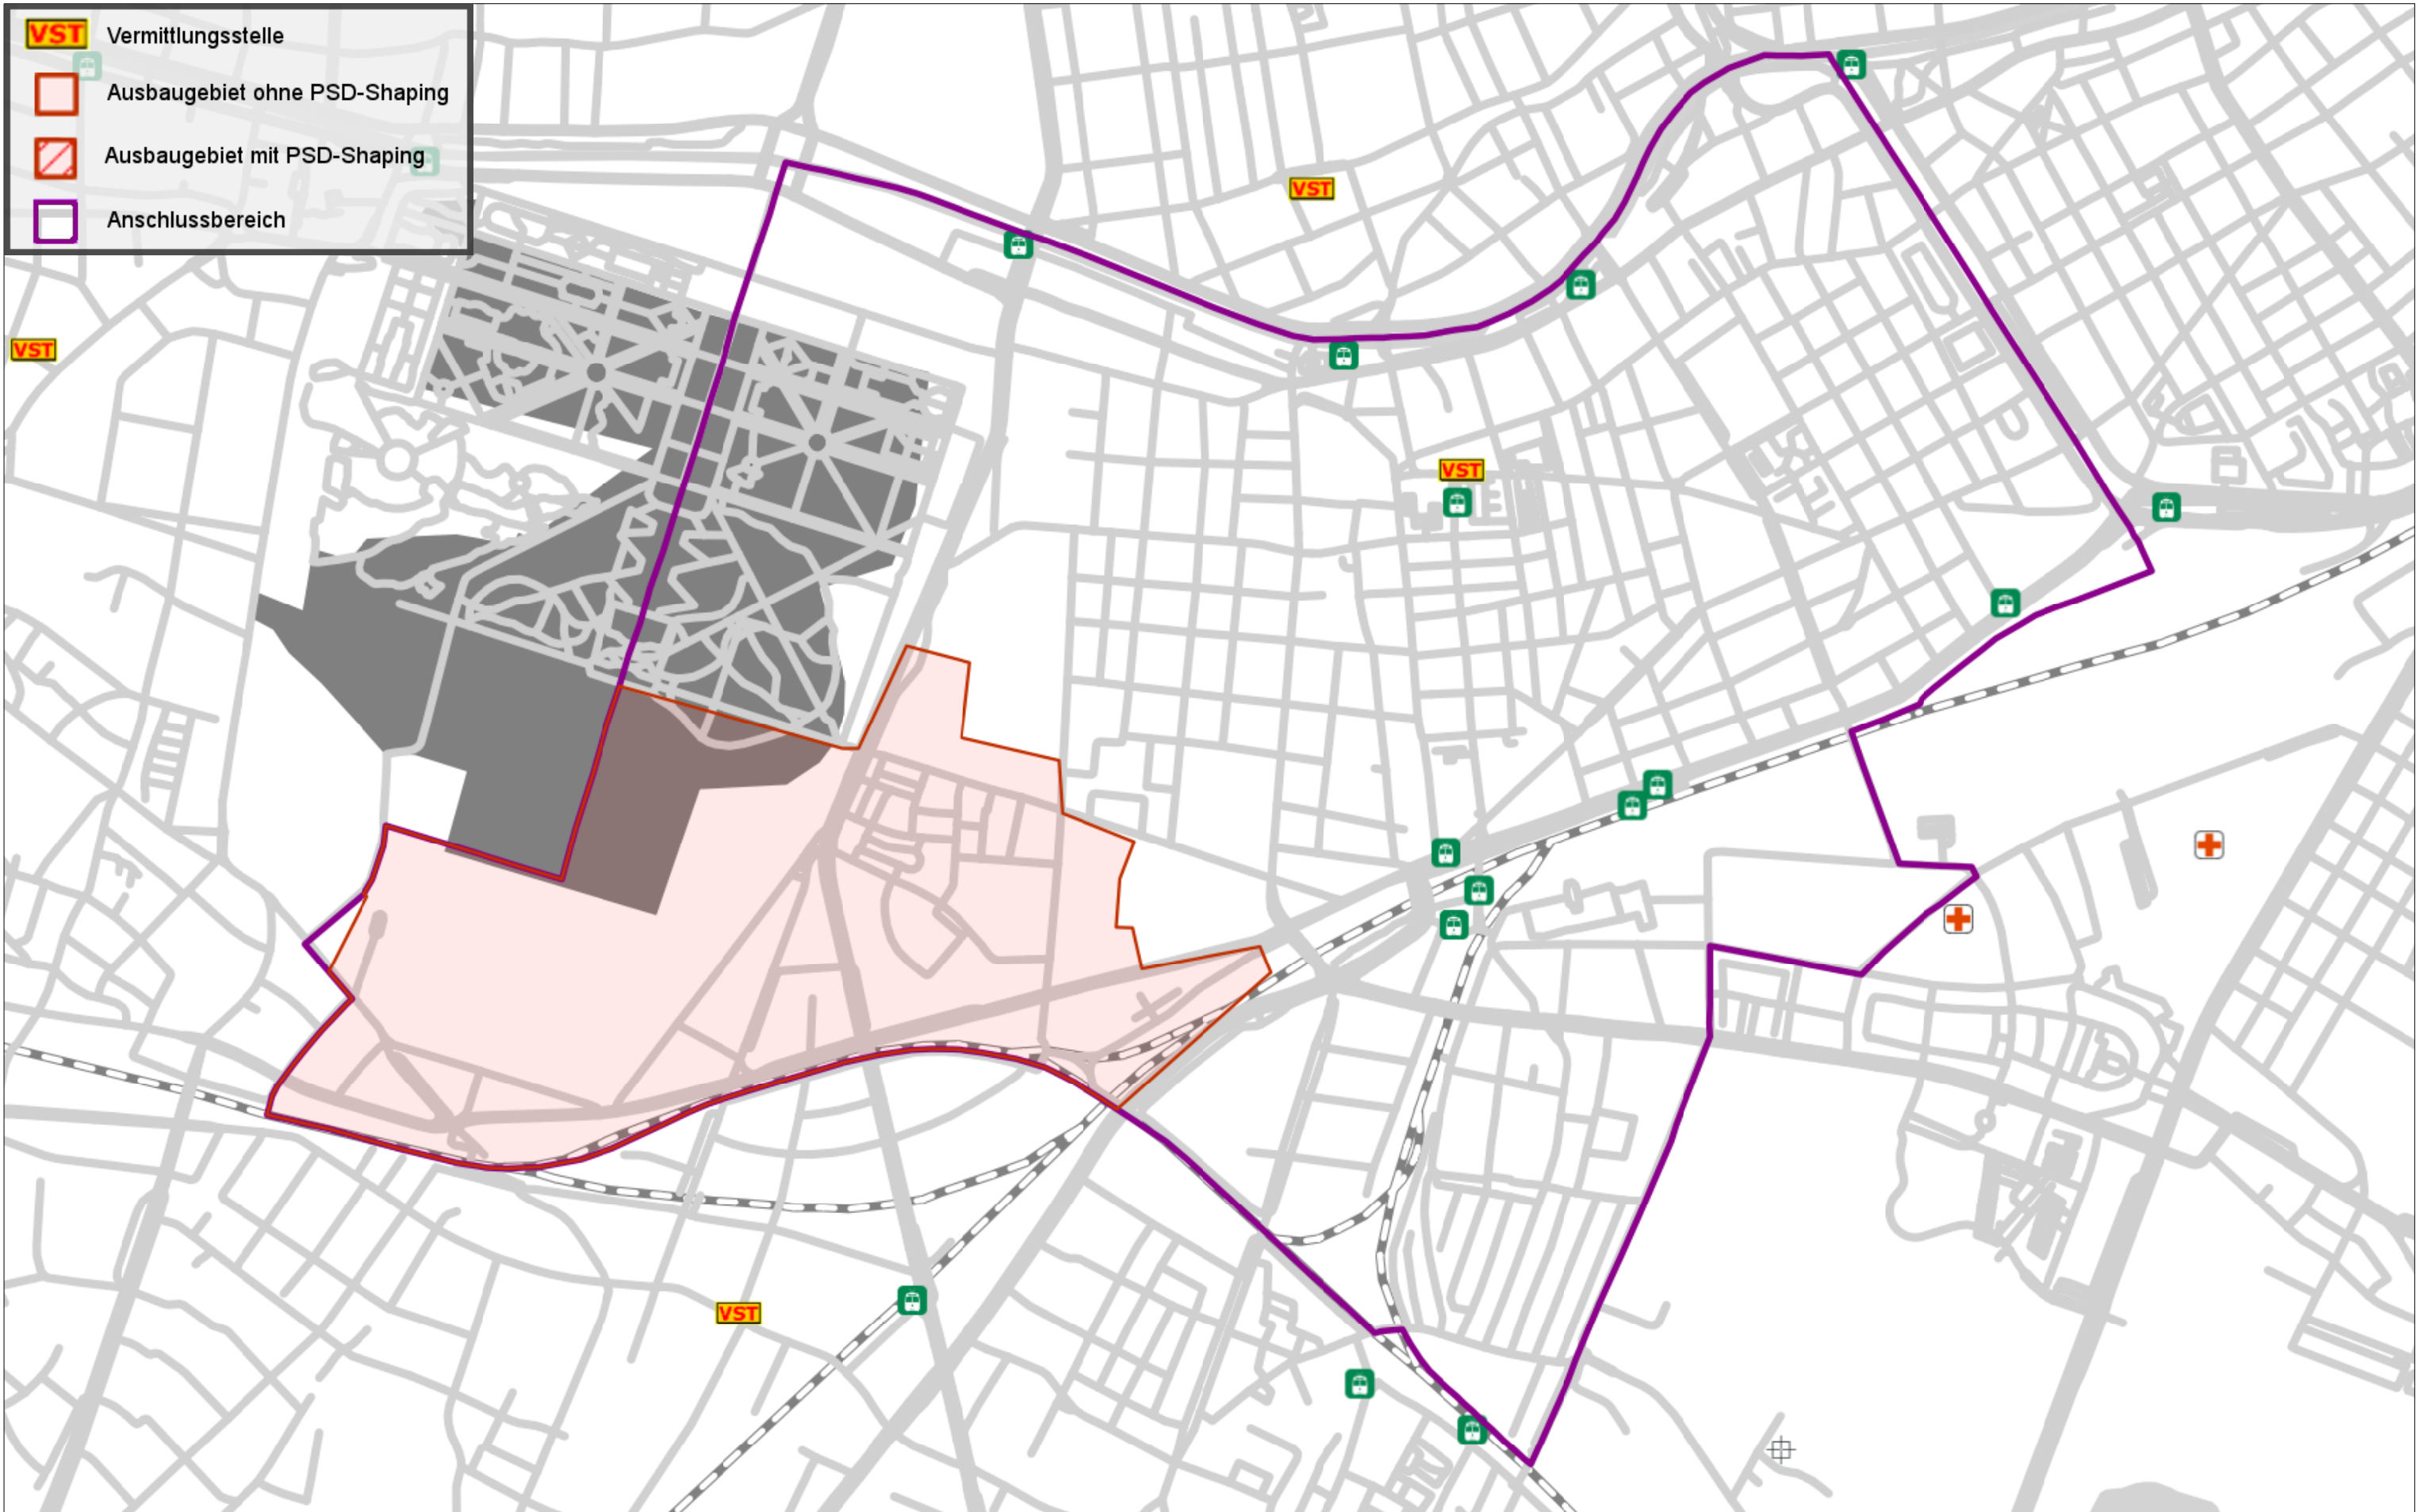 VST Vermittlungsstelle
Ausbaugebiet ohne PSD-Shaping
Ausbaugebiet mit PSD-Shaping
Anschlussbereich
VST
VST
VST
VST